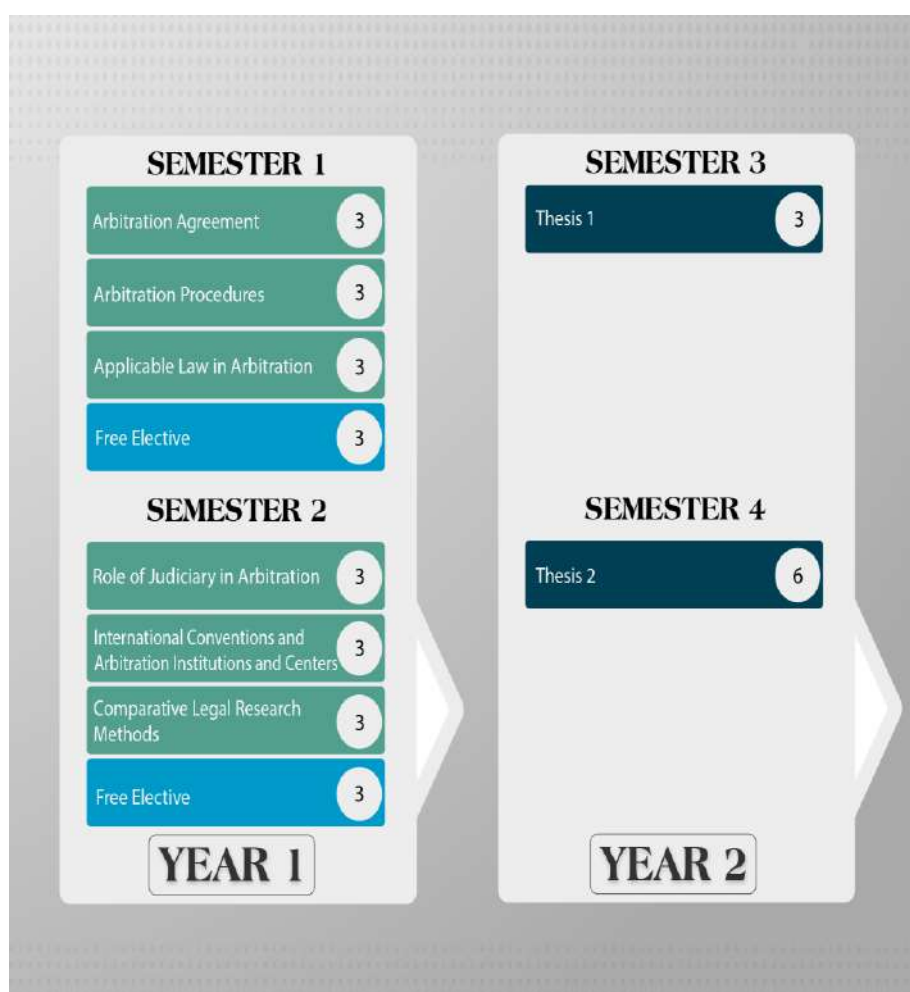 SEMESTER 1
Arbitration Agreement 3
Arbitration Procedures 3
Applicable Law in Arbitration 3
Free Elective 3
SEMESTER 2
Role of Judiciary in Arbitration 3
International Conventions and
Arbitration Institutions and Centers 3
Comparative Legal Research
Methods 3
Free Elective 3
YEAR 1
SEMESTER 3
Thesis 1 3
SEMESTER 4
Thesis 2 6
YEAR 2